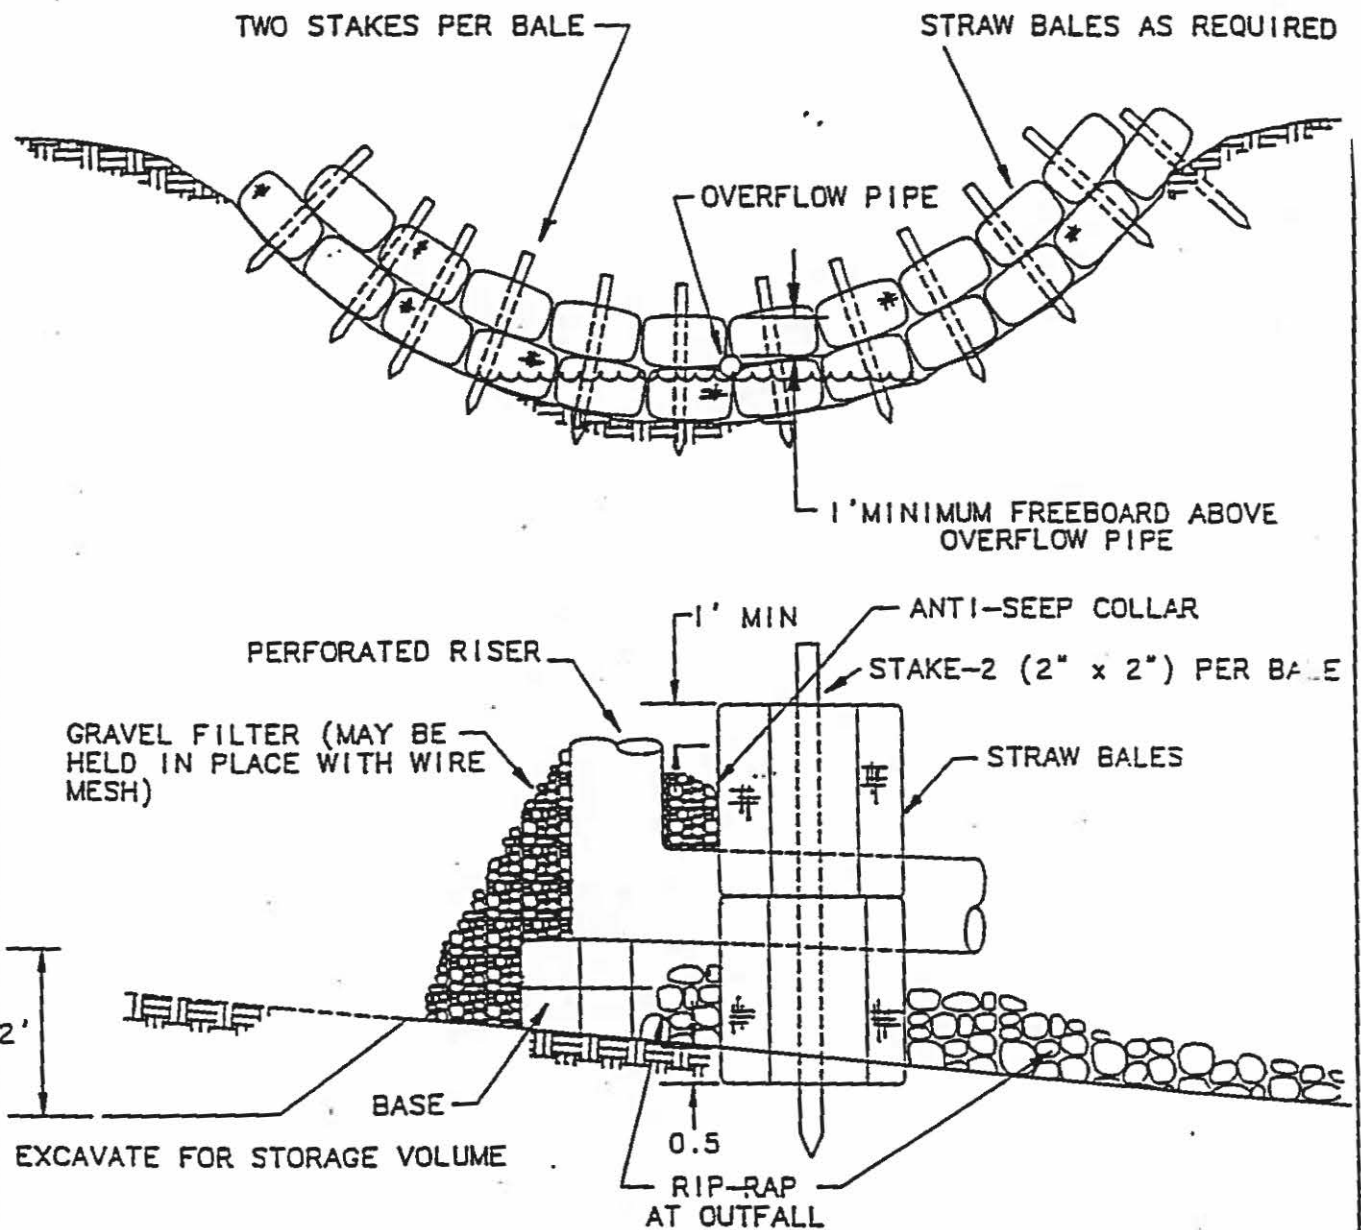 TWO STAKES PER BALE
STRAW BALES AS REQUIRED
OVERFLOW PIPE
1' MINIMUM FREEBOARD ABOVE
OVERFLOW PIPE
1' MIN
ANTI-SEEP COLLAR
PERFORATED RISER
STAKE-2 (2" x 2") PER BALE
GRAVEL FILTER (MAY BE
HELD IN PLACE WITH WIRE
MESH)
STRAW BALES
2'
BASE
0.5
EXCAVATE FOR STORAGE VOLUME
RIP-RAP
AT OUTFALL